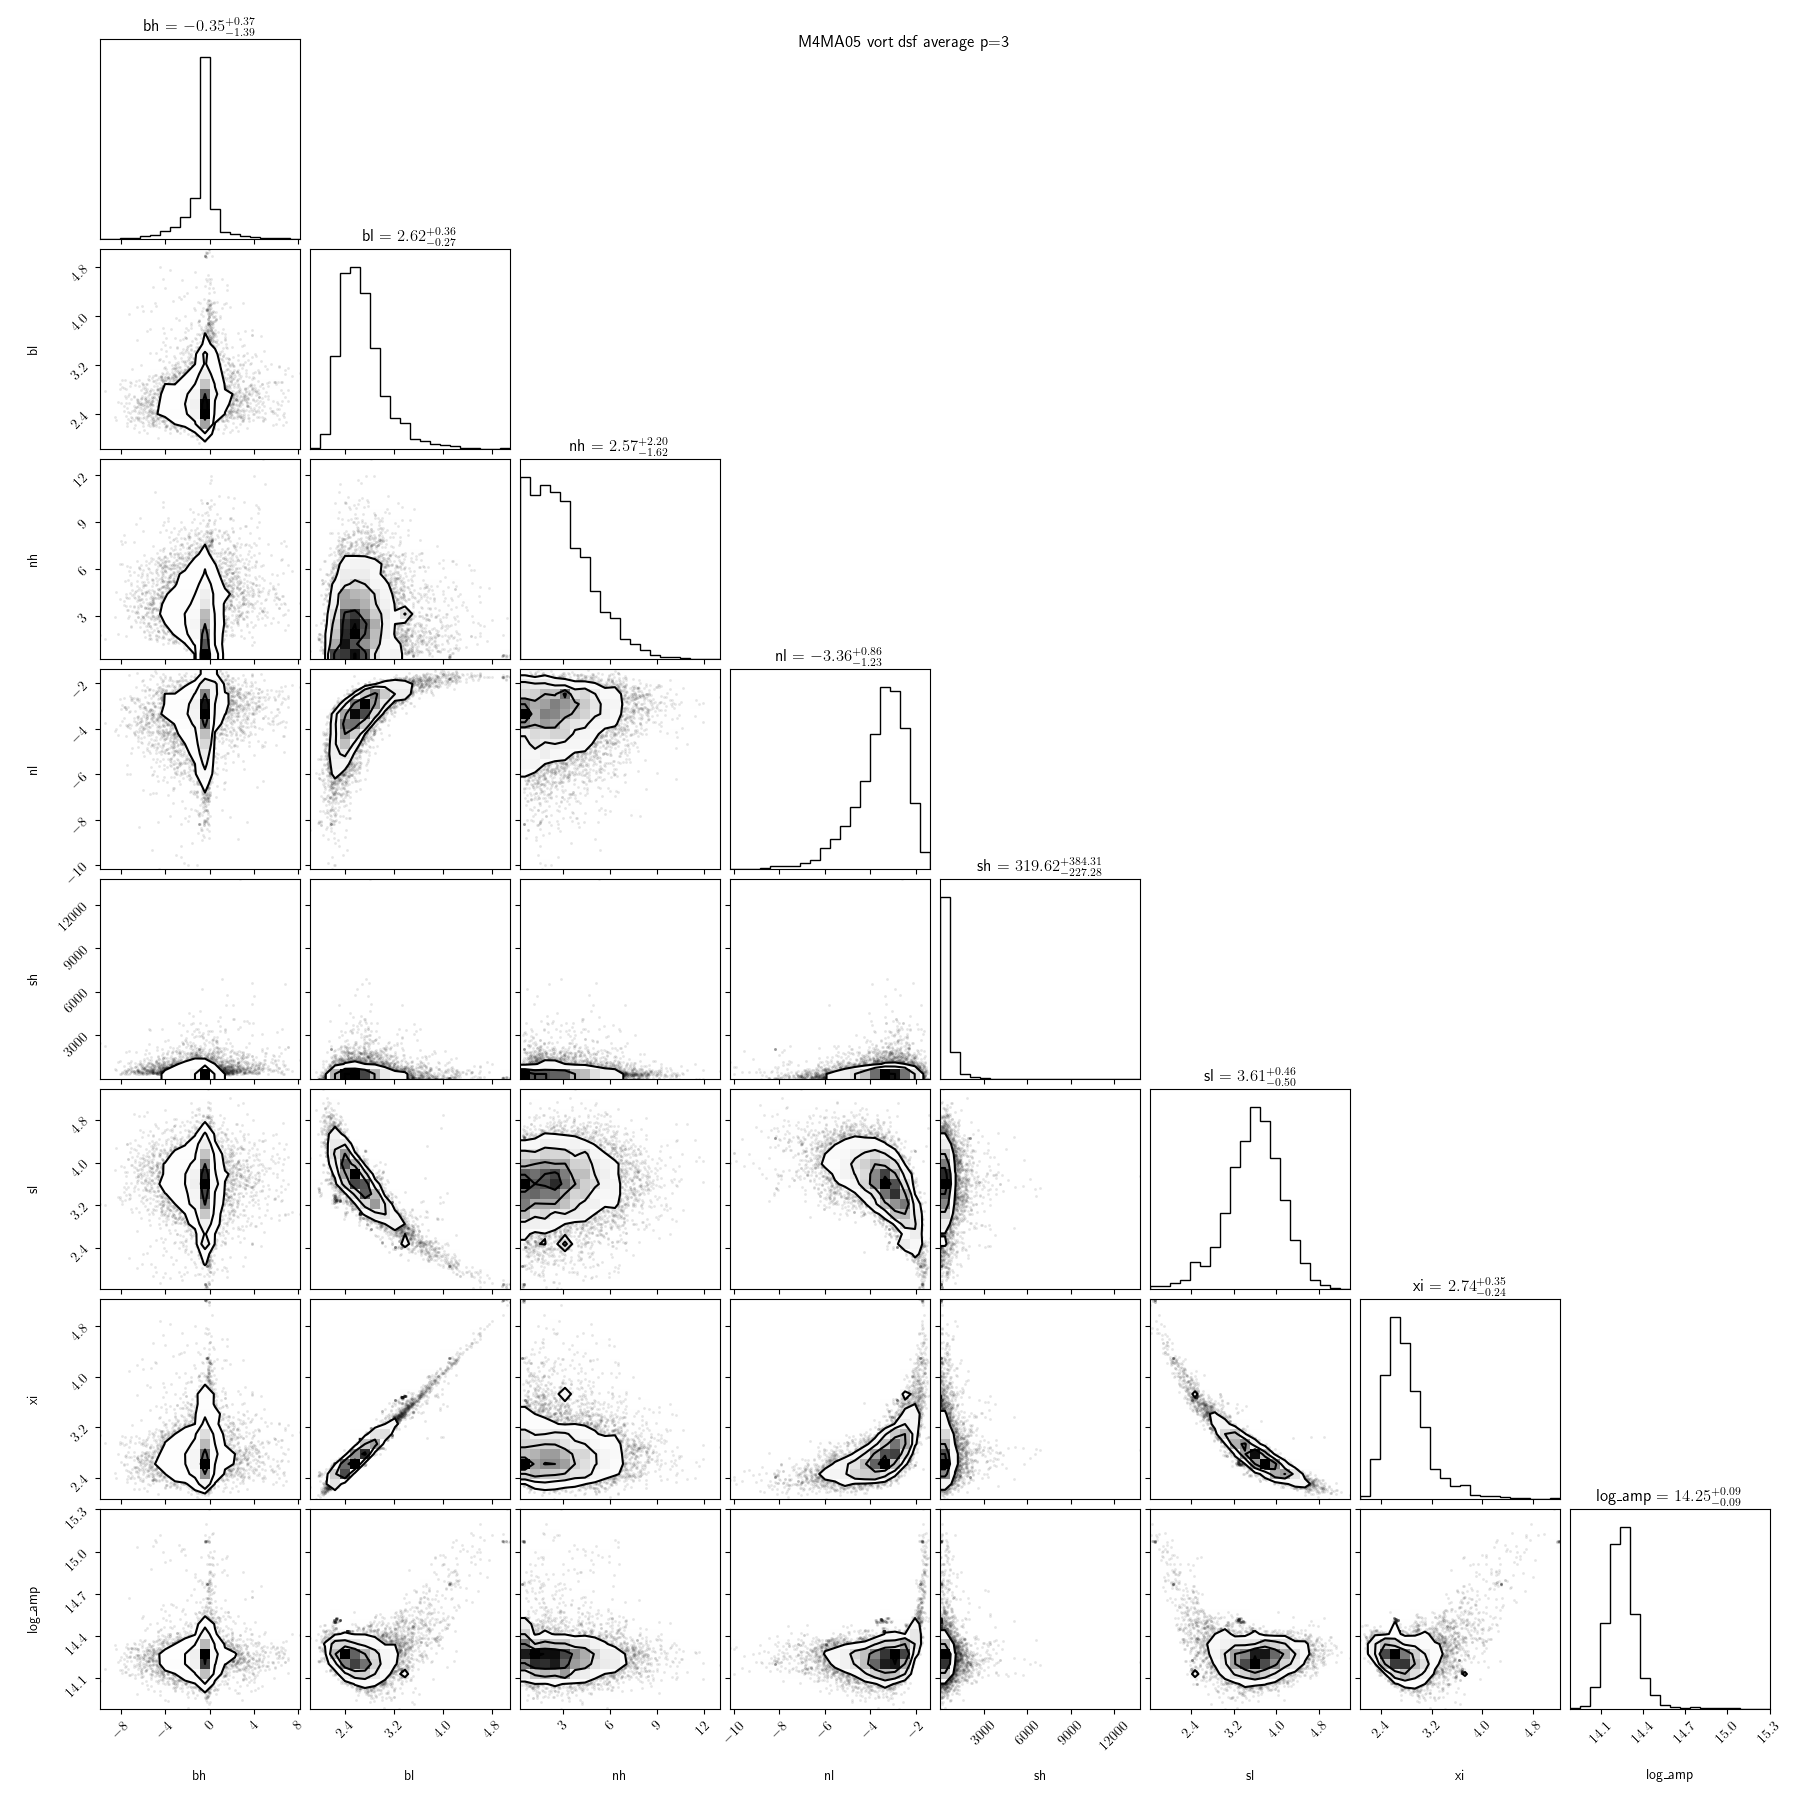 M4MA05 vort dsf average p=3
bh = −0.35 +0.37 −1.39
bl = 2.62 +0.36 −0.27
nh = 2.57 +2.20 −1.62
nl = −3.36 +0.86 −1.23
sh = 319.62 +384.31 −227.28
sl = 3.61 +0.46 −0.50
xi = 2.74 +0.35 −0.24
log_amp = 14.25 +0.09 −0.09
bl
4.8
4.0
3.2
2.4
nh
12
9
6
3
nl
−2
−4
−6
−8
−10
sh
12000
9000
6000
3000
sl
4.8
4.0
3.2
2.4
xi
4.8
4.0
3.2
2.4
log_amp
15.3
15.0
14.7
14.4
14.1
−8 −4 0 4 8
2.4 3.2 4.0 4.8
3 6 9 12
−10 −8 −6 −4 −2
3000 6000 9000 12000
2.4 3.2 4.0 4.8
2.4 3.2 4.0 4.8
14.1 14.4 14.7 15.0 15.3
bh bl nh nl sh sl xi log_amp